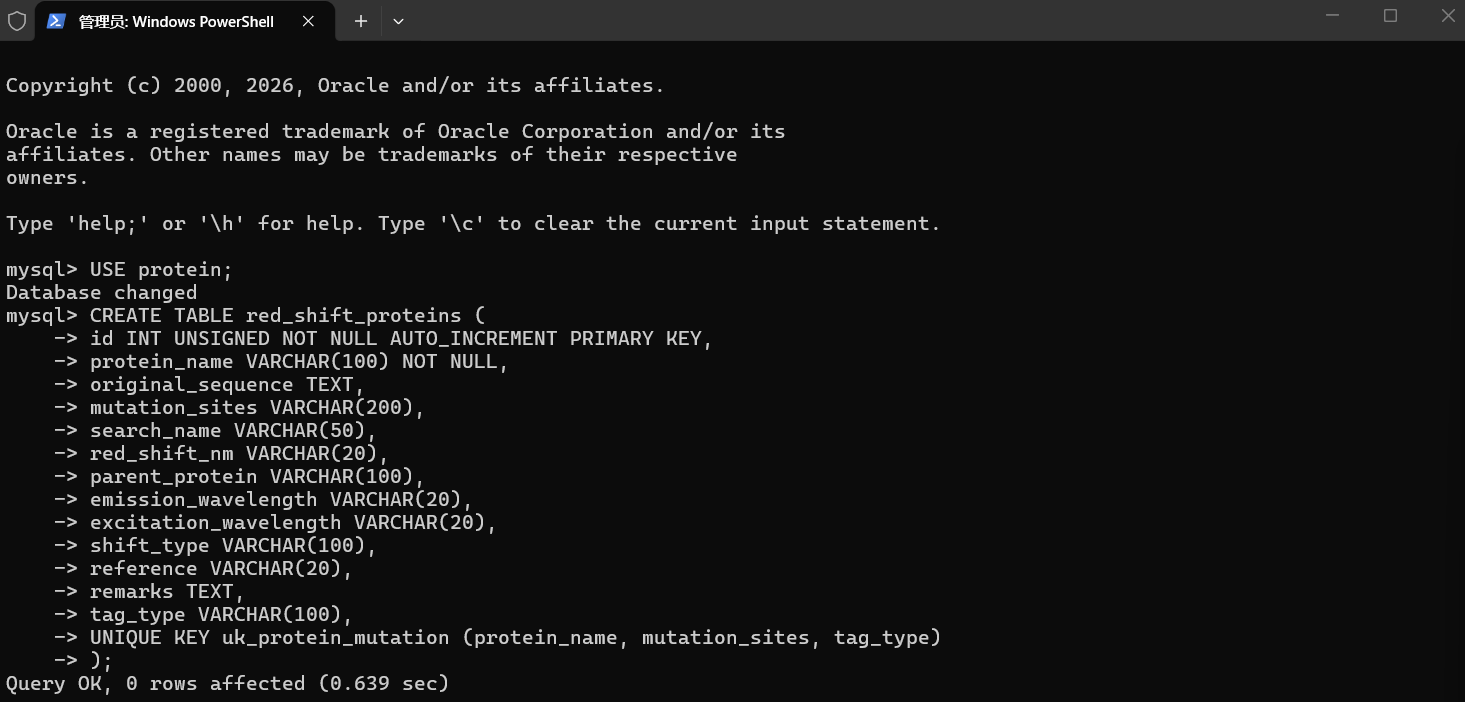 管理员: Windows PowerShell
Copyright (c) 2000, 2026, Oracle and/or its affiliates.
Oracle is a registered trademark of Oracle Corporation and/or its
affiliates. Other names may be trademarks of their respective
owners.
Type 'help;' or '\h' for help. Type '\c' to clear the current input statement.
mysql> USE protein;
Database changed
mysql> CREATE TABLE red_shift_proteins (
    -> id INT UNSIGNED NOT NULL AUTO_INCREMENT PRIMARY KEY,
    -> protein_name VARCHAR(100) NOT NULL,
    -> original_sequence TEXT,
    -> mutation_sites VARCHAR(200),
    -> search_name VARCHAR(50),
    -> red_shift_nm VARCHAR(20),
    -> parent_protein VARCHAR(100),
    -> emission_wavelength VARCHAR(20),
    -> excitation_wavelength VARCHAR(20),
    -> shift_type VARCHAR(100),
    -> reference VARCHAR(20),
    -> remarks TEXT,
    -> tag_type VARCHAR(100),
    -> UNIQUE KEY uk_protein_mutation (protein_name, mutation_sites, tag_type)
    -> );
Query OK, 0 rows affected (0.639 sec)